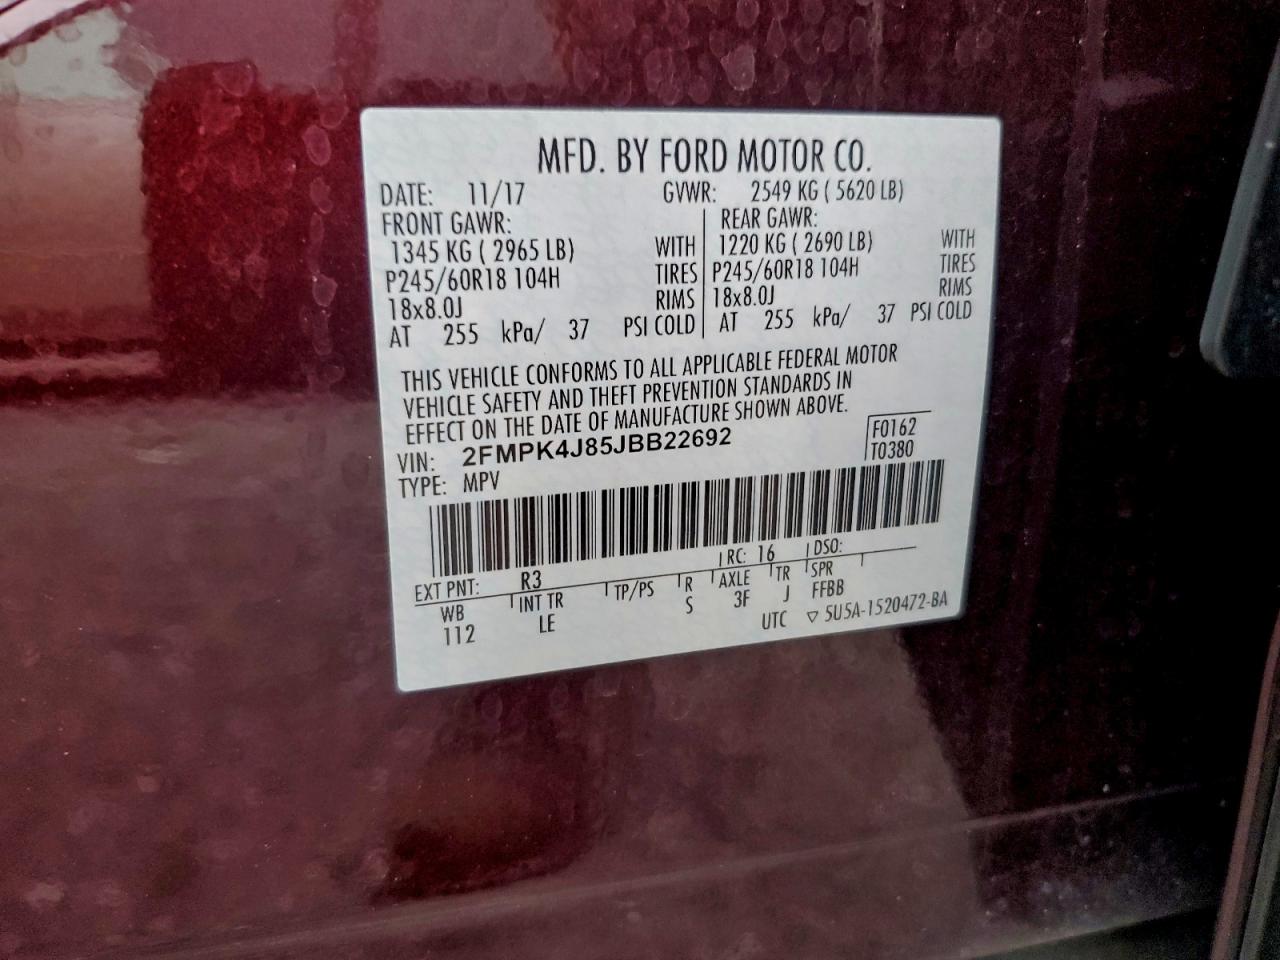 MFD. BY FORD MOTOR CO.
DATE: 11/17 GVWR: 2549 KG ( 5620 LB)
FRONT GAWR: REAR GAWR:
1345 KG ( 2965 LB) WITH 1220 KG ( 2690 LB) WITH
P245/60R18 104H TIRES P245/60R18 104H TIRES
18x8.0J RIMS 18x8.0J RIMS
AT 255 kPa/ 37 PSI COLD AT 255 kPa/ 37 PSI COLD
THIS VEHICLE CONFORMS TO ALL APPLICABLE FEDERAL MOTOR
VEHICLE SAFETY AND THEFT PREVENTION STANDARDS IN
EFFECT ON THE DATE OF MANUFACTURE SHOWN ABOVE.
VIN: 2FMPK4J85JBB22692 F0162
TYPE: MPV T0380
EXT PNT: R3 RC: 16 DSO:
WB INT TR TP/PS R AXLE TR SPR
112 LE S 3F J FFBB
UTC ▽ 5U5A-1520472-BA